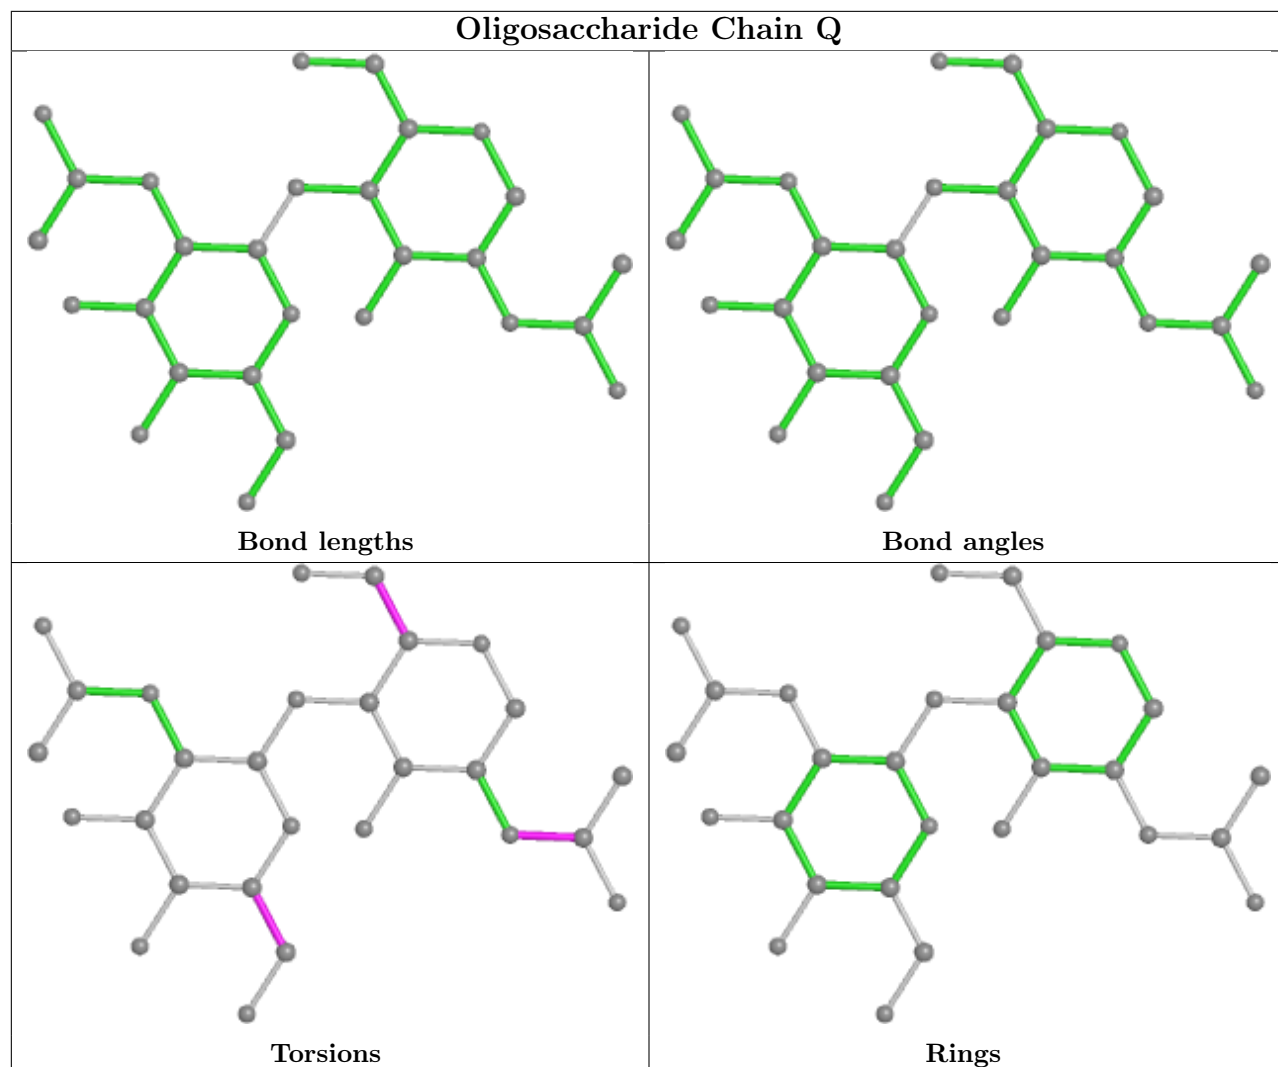 Oligosaccharide Chain Q
Bond lengths
Bond angles
Torsions
Rings